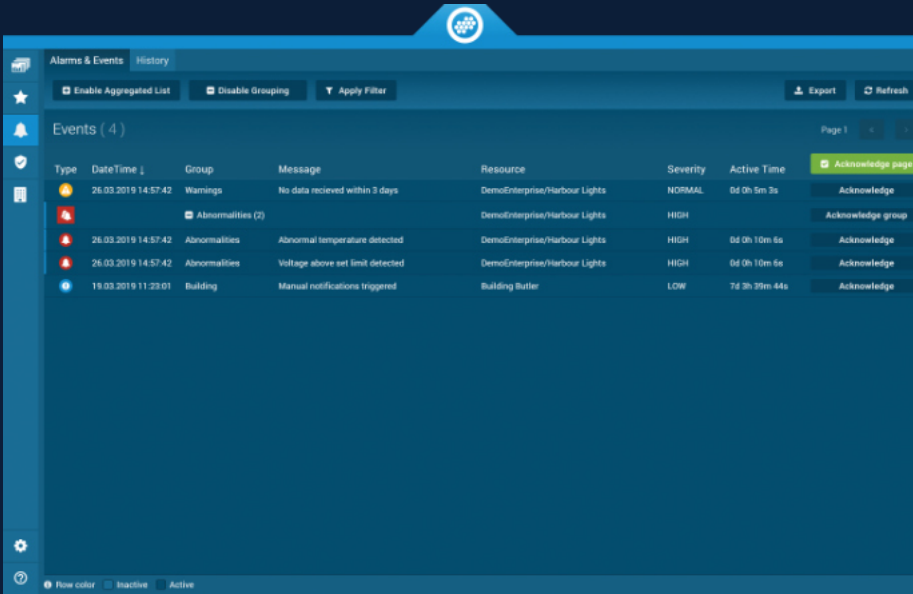 Alarms & Events History
Enable Aggregated List Disable Grouping Apply Filter Export Refresh
Events ( 4 ) Page 1
Type DateTime ↓ Group Message Resource Severity Active Time Acknowledge page
26.03.2019 14:57:42 Warnings No data recieved within 3 days DemoEnterprise/Harbour Lights NORMAL 0d 0h 5m 3s Acknowledge
Abnormalities (2) DemoEnterprise/Harbour Lights HIGH Acknowledge group
26.03.2019 14:57:42 Abnormalities Abnormal temperature detected DemoEnterprise/Harbour Lights HIGH 0d 0h 10m 6s Acknowledge
26.03.2019 14:57:42 Abnormalities Voltage above set limit detected DemoEnterprise/Harbour Lights HIGH 0d 0h 10m 6s Acknowledge
19.03.2019 11:23:01 Building Manual notifications triggered Building Butler LOW 7d 3h 39m 44s Acknowledge
Row color Inactive Active